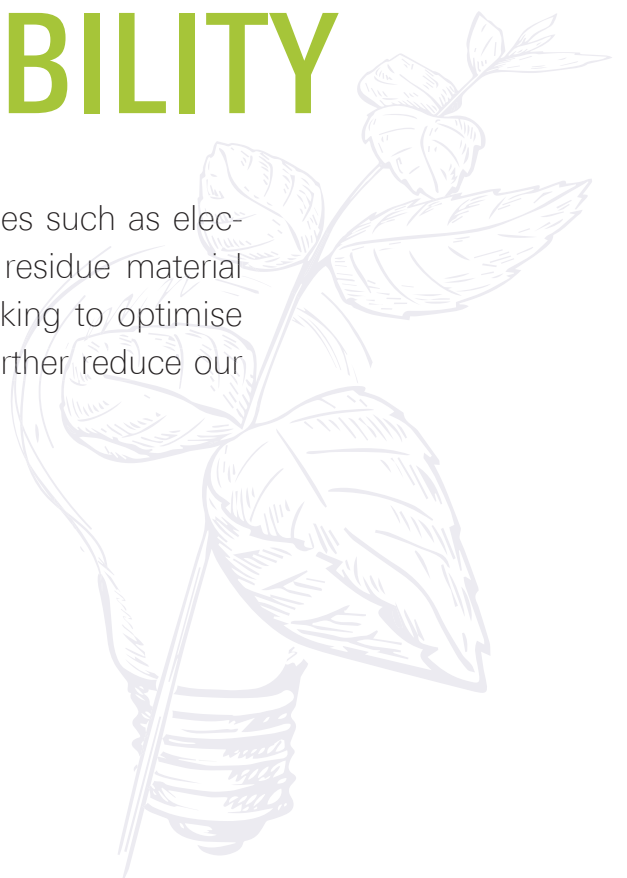 BILITY
es such as elec-
residue material
king to optimise
rther reduce our